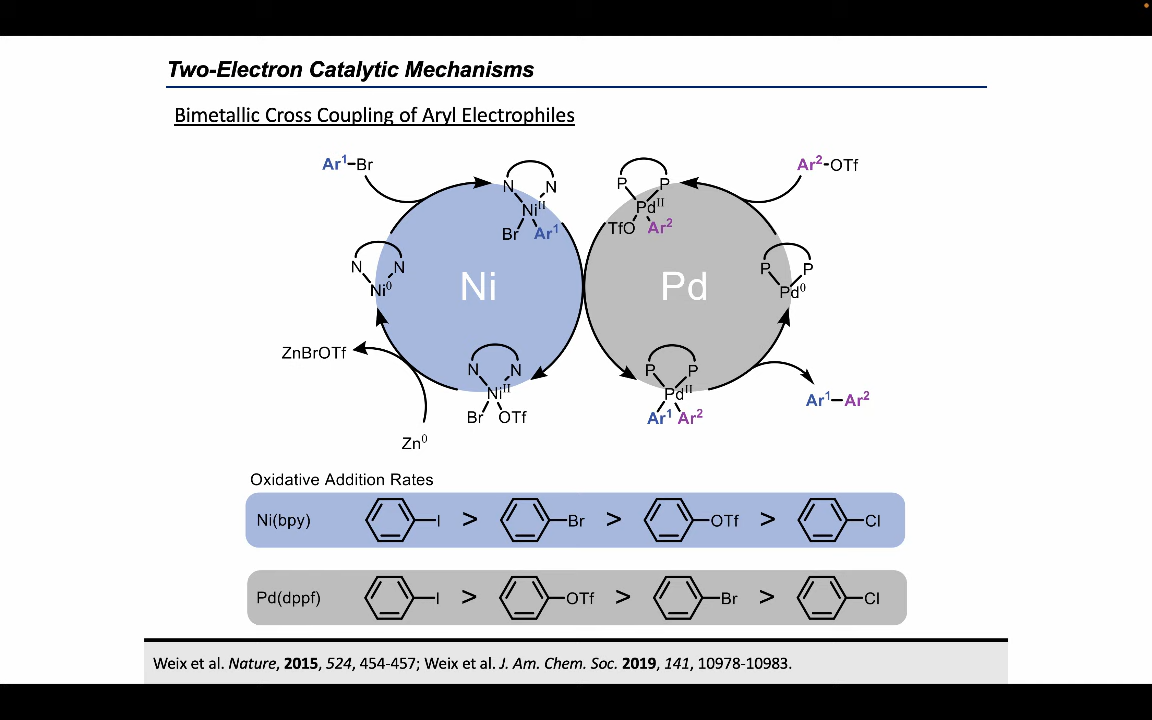 Two-Electron Catalytic Mechanisms
Bimetallic Cross Coupling of Aryl Electrophiles
Ar¹–Br
N N
Niᴵᴵ
Br Ar¹
P P
Pdᴵᴵ
TfO Ar²
Ar²-OTf
N N
Ni⁰
Ni
Pd
P P
Pd⁰
ZnBrOTf
Zn⁰
N N
Niᴵᴵ
Br OTf
P P
Pdᴵᴵ
Ar¹ Ar²
Ar¹–Ar²
Oxidative Addition Rates
Ni(bpy) I > Br > OTf > Cl
Pd(dppf) I > OTf > Br > Cl
Weix et al. Nature, 2015, 524, 454-457; Weix et al. J. Am. Chem. Soc. 2019, 141, 10978-10983.